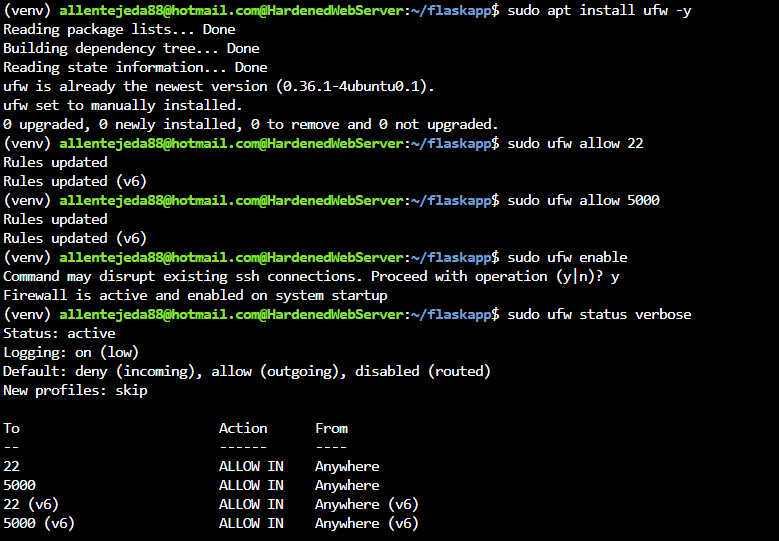 (venv) allentejeda88@hotmail.com@HardenedWebServer:~/flaskapp$ sudo apt install ufw -y
Reading package lists... Done
Building dependency tree... Done
Reading state information... Done
ufw is already the newest version (0.36.1-4ubuntu0.1).
ufw set to manually installed.
0 upgraded, 0 newly installed, 0 to remove and 0 not upgraded.
(venv) allentejeda88@hotmail.com@HardenedWebServer:~/flaskapp$ sudo ufw allow 22
Rules updated
Rules updated (v6)
(venv) allentejeda88@hotmail.com@HardenedWebServer:~/flaskapp$ sudo ufw allow 5000
Rules updated
Rules updated (v6)
(venv) allentejeda88@hotmail.com@HardenedWebServer:~/flaskapp$ sudo ufw enable
Command may disrupt existing ssh connections. Proceed with operation (y|n)? y
Firewall is active and enabled on system startup
(venv) allentejeda88@hotmail.com@HardenedWebServer:~/flaskapp$ sudo ufw status verbose
Status: active
Logging: on (low)
Default: deny (incoming), allow (outgoing), disabled (routed)
New profiles: skip

To                         Action      From
--                         ------      ----
22                         ALLOW IN    Anywhere
5000                       ALLOW IN    Anywhere
22 (v6)                    ALLOW IN    Anywhere (v6)
5000 (v6)                  ALLOW IN    Anywhere (v6)